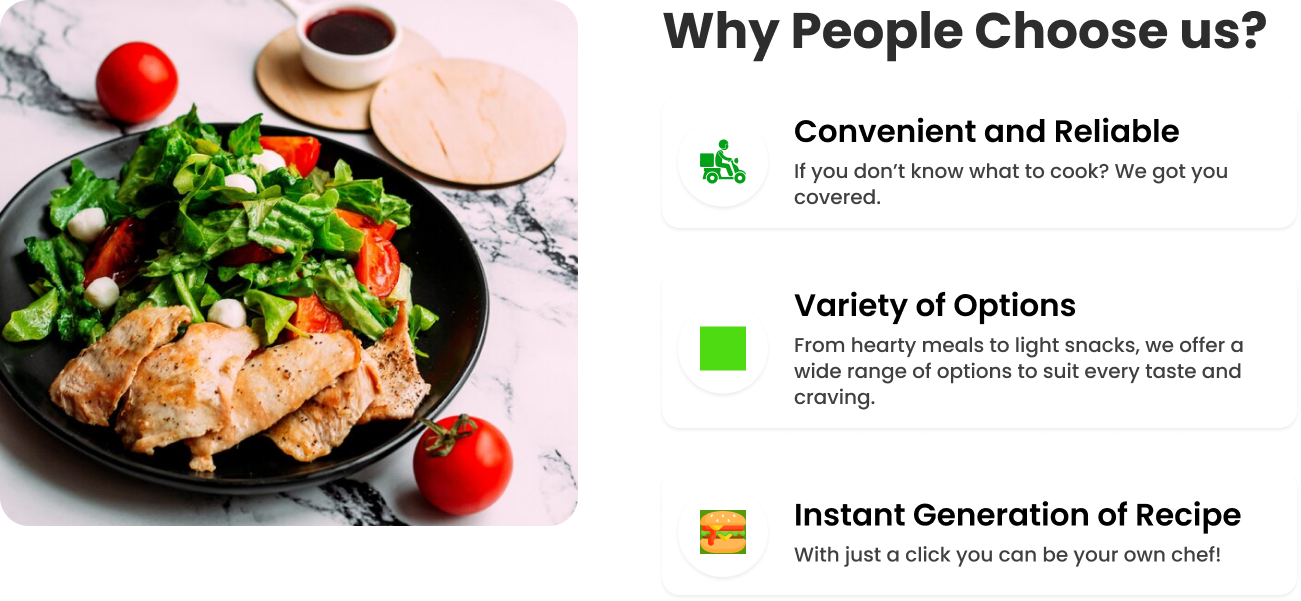 Why People Choose us?
Convenient and Reliable
If you don’t know what to cook? We got you
covered.
Variety of Options
From hearty meals to light snacks, we offer a
wide range of options to suit every taste and
craving.
Instant Generation of Recipe
With just a click you can be your own chef!